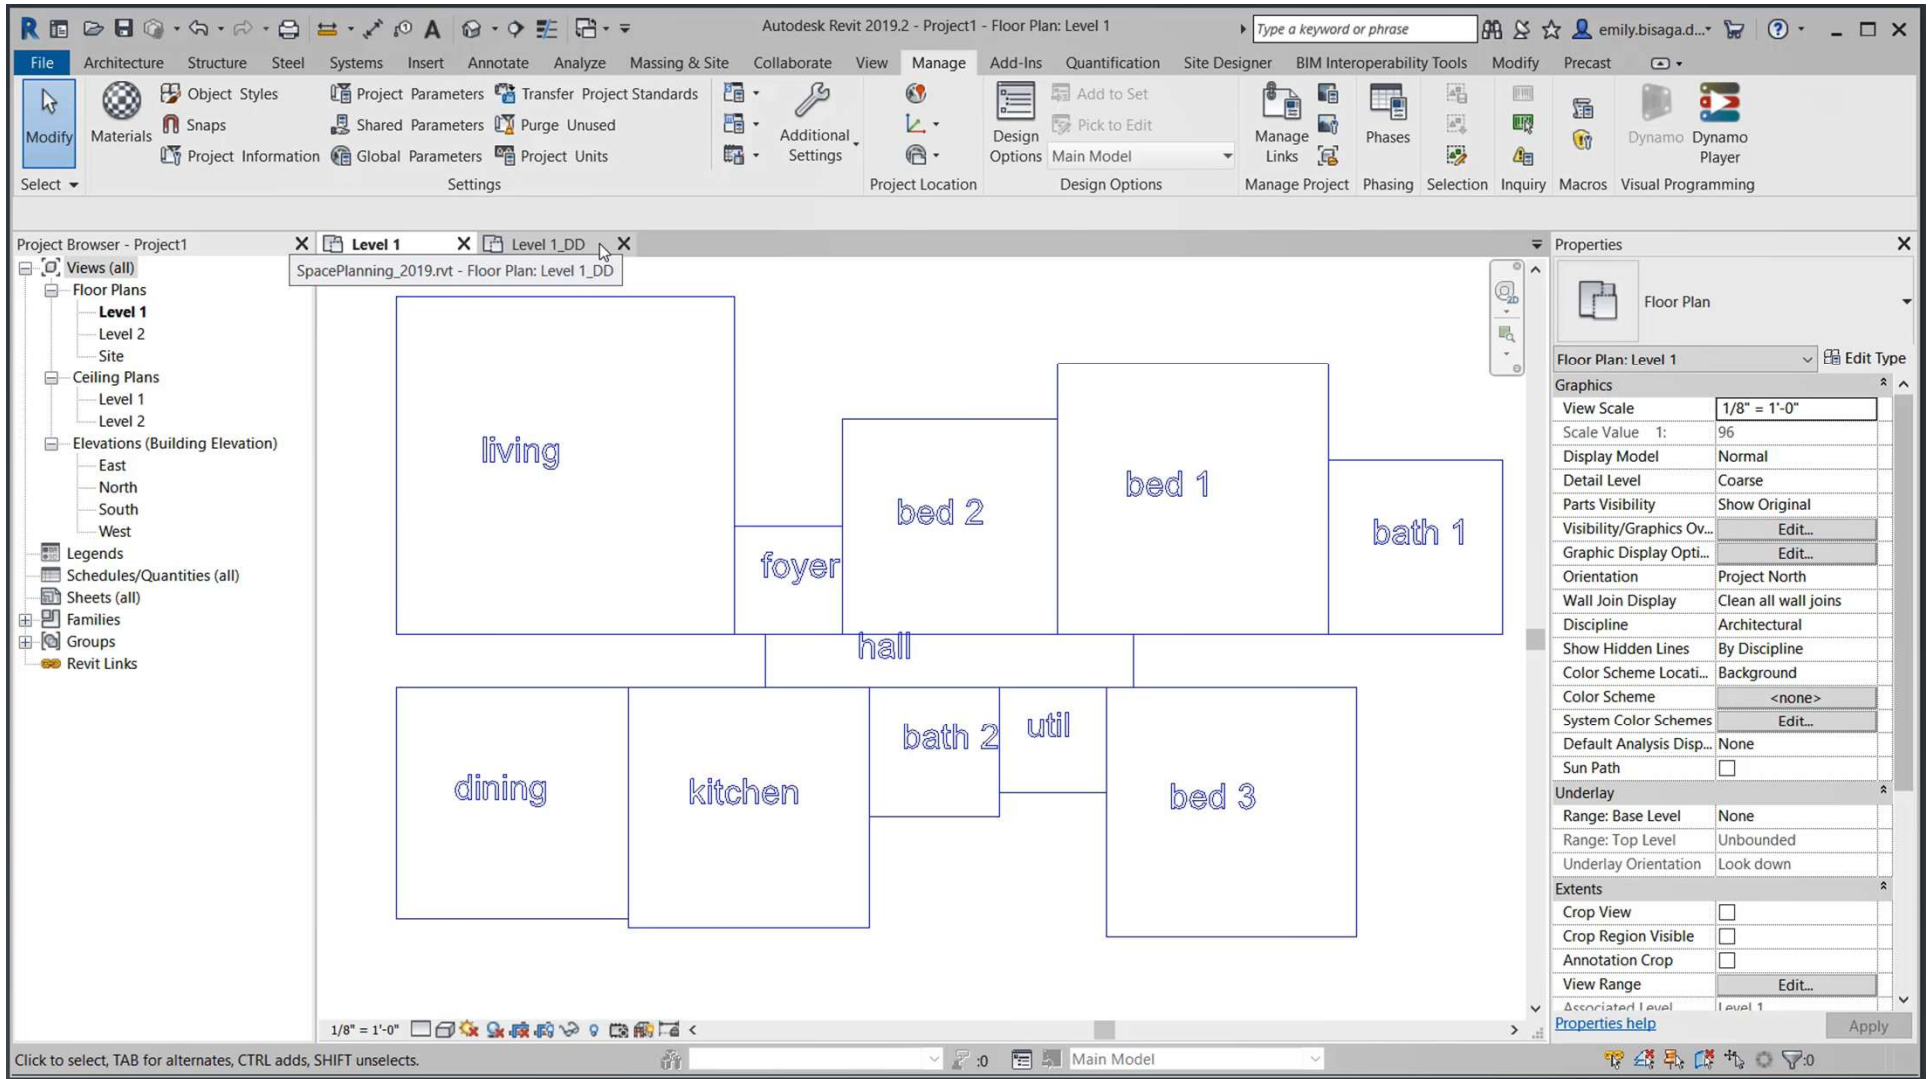 Autodesk Revit 2019.2 - Project1 - Floor Plan: Level 1
Type a keyword or phrase
emily.bisaga.d...
File Architecture Structure Steel Systems Insert Annotate Analyze Massing & Site Collaborate View Manage Add-Ins Quantification Site Designer BIM Interoperability Tools Modify Precast
Modify
Materials
Object Styles
Snaps
Project Information
Project Parameters
Shared Parameters
Global Parameters
Transfer Project Standards
Purge Unused
Project Units
Additional
Settings
Design
Options
Add to Set
Pick to Edit
Main Model
Manage
Links
Phases
Dynamo
Dynamo
Player
Select
Settings
Project Location
Design Options
Manage Project
Phasing
Selection
Inquiry
Macros
Visual Programming
Project Browser - Project1
Level 1
Level 1_DD
SpacePlanning_2019.rvt - Floor Plan: Level 1_DD
Views (all)
Floor Plans
Level 1
Level 2
Site
Ceiling Plans
Level 1
Level 2
Elevations (Building Elevation)
East
North
South
West
Legends
Schedules/Quantities (all)
Sheets (all)
Families
Groups
Revit Links
living
foyer
bed 2
bed 1
bath 1
hall
dining
kitchen
bath 2
util
bed 3
2D
Properties
Floor Plan
Floor Plan: Level 1
Edit Type
Graphics
View Scale 1/8" = 1'-0"
Scale Value 1: 96
Display Model Normal
Detail Level Coarse
Parts Visibility Show Original
Visibility/Graphics Ov... Edit...
Graphic Display Opti... Edit...
Orientation Project North
Wall Join Display Clean all wall joins
Discipline Architectural
Show Hidden Lines By Discipline
Color Scheme Locati... Background
Color Scheme <none>
System Color Schemes Edit...
Default Analysis Disp... None
Sun Path
Underlay
Range: Base Level None
Range: Top Level Unbounded
Underlay Orientation Look down
Extents
Crop View
Crop Region Visible
Annotation Crop
View Range Edit...
Associated Level Level 1
Properties help
Apply
1/8" = 1'-0"
Click to select, TAB for alternates, CTRL adds, SHIFT unselects.
:0
Main Model
:0